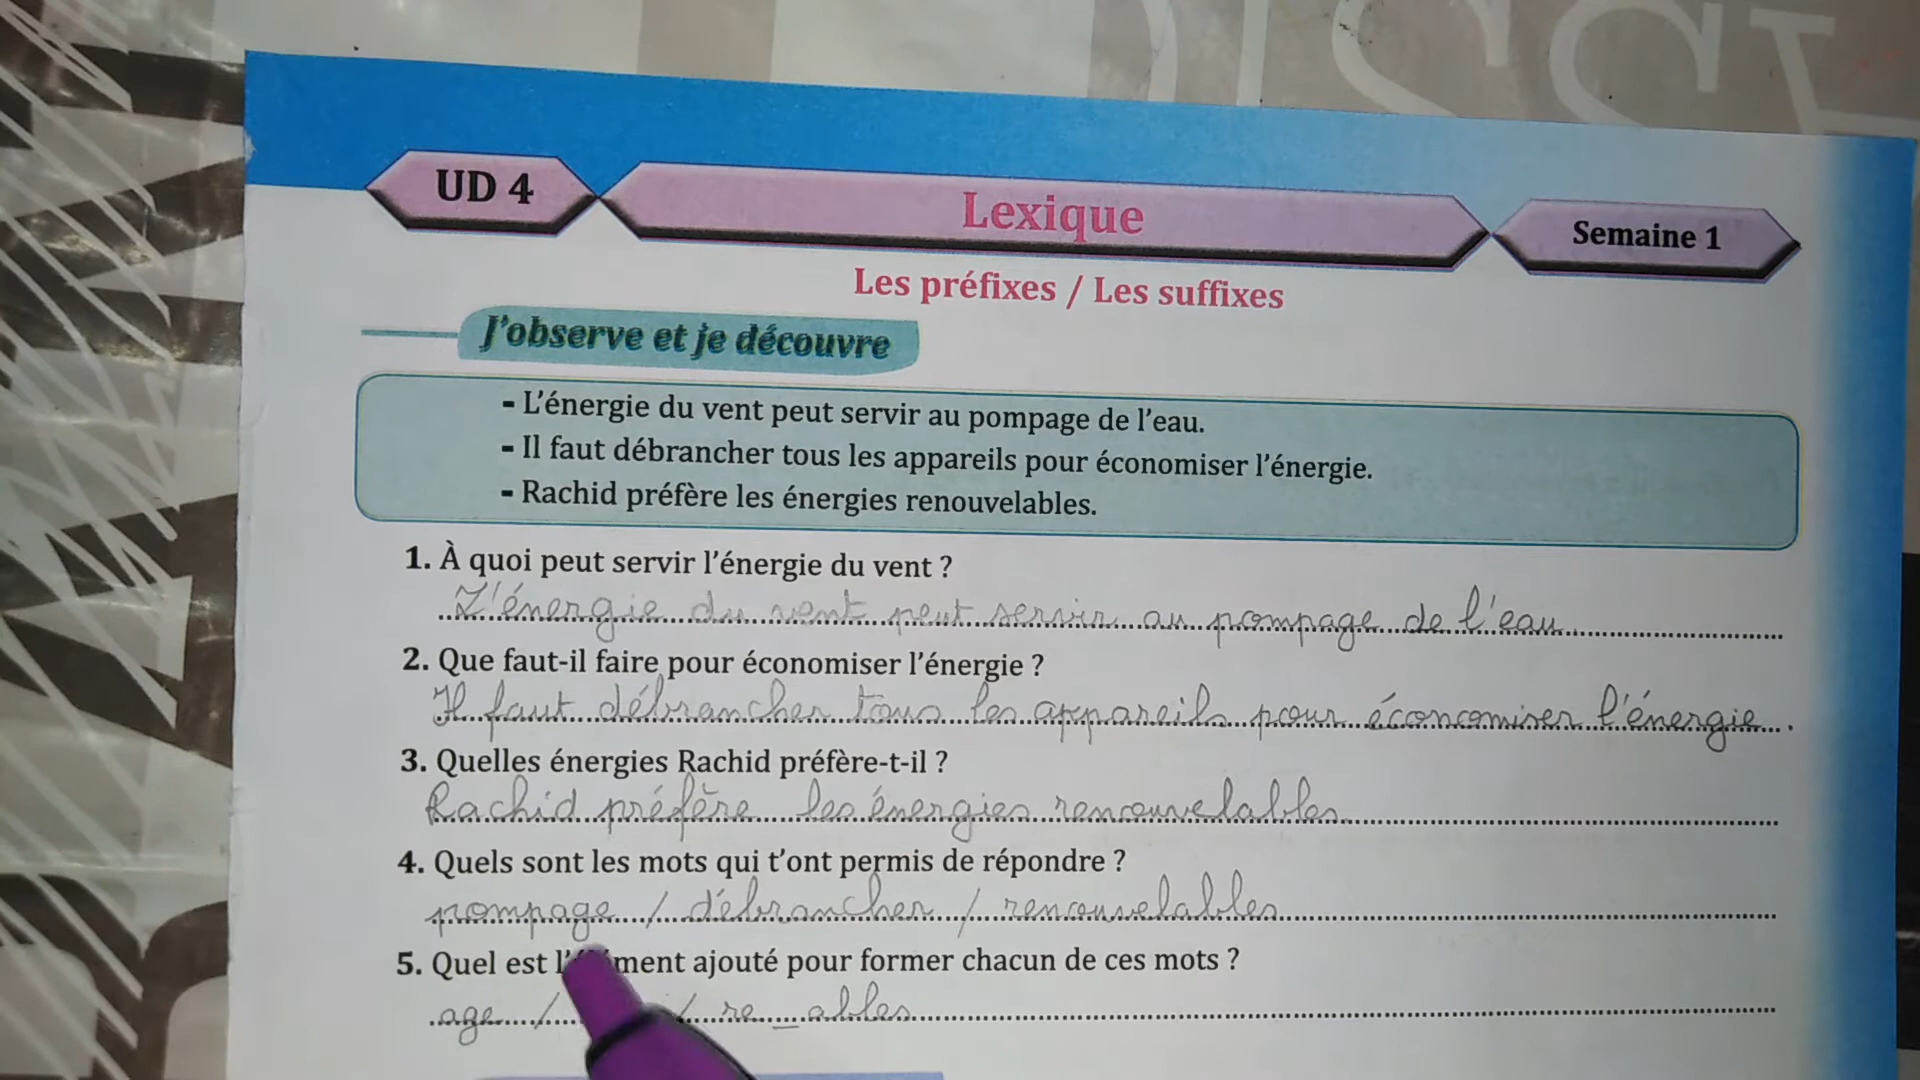 UD 4
Lexique
Semaine 1
Les préfixes / Les suffixes
J'observe et je découvre
- L'énergie du vent peut servir au pompage de l'eau.
- Il faut débrancher tous les appareils pour économiser l'énergie.
- Rachid préfère les énergies renouvelables.
1. À quoi peut servir l'énergie du vent ?
L'énergie du vent peut servir au pompage de l'eau
2. Que faut-il faire pour économiser l'énergie ?
Il faut débrancher tous les appareils pour économiser l'énergie.
3. Quelles énergies Rachid préfère-t-il ?
Rachid préfère les énergies renouvelables.
4. Quels sont les mots qui t'ont permis de répondre ?
pompage / débrancher / renouvelables
5. Quel est ajouté pour former chacun de ces mots ?
age / / re_ables